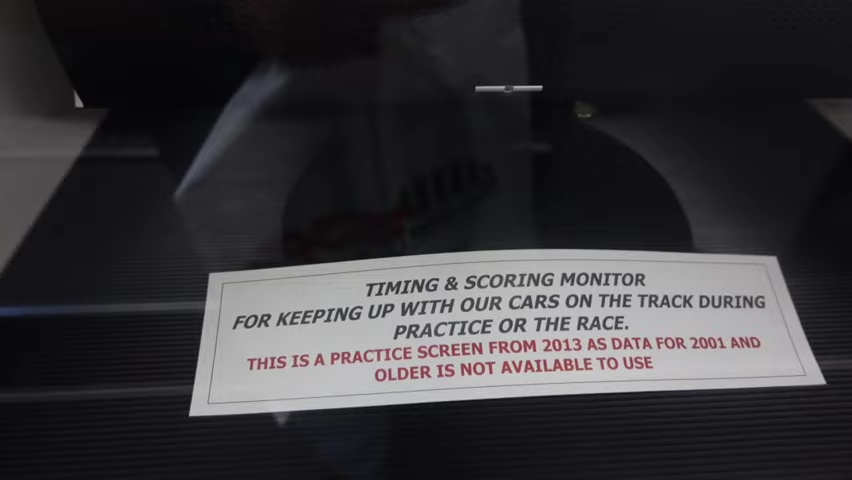 TIMING & SCORING MONITOR
FOR KEEPING UP WITH OUR CARS ON THE TRACK DURING
PRACTICE OR THE RACE.
THIS IS A PRACTICE SCREEN FROM 2013 AS DATA FOR 2001 AND
OLDER IS NOT AVAILABLE TO USE